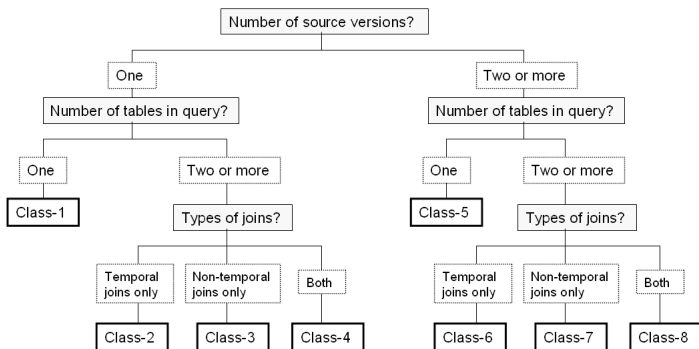 Number of source versions?
One
Two or more
Number of tables in query?
Number of tables in query?
One
Two or more
One
Two or more
Class-1
Types of joins?
Class-5
Types of joins?
Temporal
joins only
Non-temporal
joins only
Both
Temporal
joins only
Non-temporal
joins only
Both
Class-2
Class-3
Class-4
Class-6
Class-7
Class-8